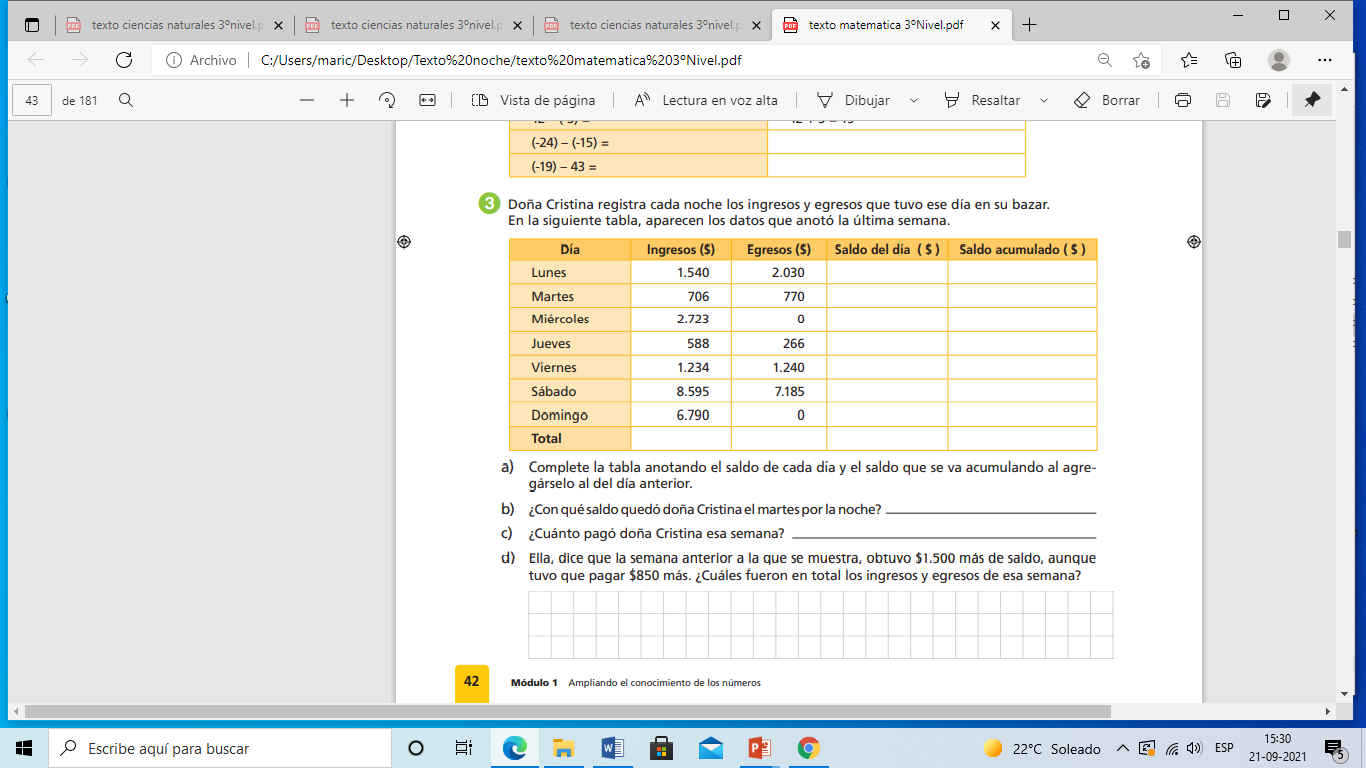 texto ciencias naturales 3ºnivel.p
texto ciencias naturales 3ºnivel.p
texto ciencias naturales 3ºnivel.p
texto matematica 3ºNivel.pdf
Archivo C:/Users/maric/Desktop/Texto%20noche/texto%20matematica%203ºNivel.pdf
43 de 181 Vista de página Lectura en voz alta Dibujar Resaltar Borrar
(-24) – (-15) =
(-19) – 43 =
3 Doña Cristina registra cada noche los ingresos y egresos que tuvo ese día en su bazar.
En la siguiente tabla, aparecen los datos que anotó la última semana.
Día Ingresos ($) Egresos ($) Saldo del día ( $ ) Saldo acumulado ( $ )
Lunes 1.540 2.030
Martes 706 770
Miércoles 2.723 0
Jueves 588 266
Viernes 1.234 1.240
Sábado 8.595 7.185
Domingo 6.790 0
Total
a) Complete la tabla anotando el saldo de cada día y el saldo que se va acumulando al agre-
gárselo al del día anterior.
b) ¿Con qué saldo quedó doña Cristina el martes por la noche?
c) ¿Cuánto pagó doña Cristina esa semana?
d) Ella, dice que la semana anterior a la que se muestra, obtuvo $1.500 más de saldo, aunque
tuvo que pagar $850 más. ¿Cuáles fueron en total los ingresos y egresos de esa semana?
42 Módulo 1 Ampliando el conocimiento de los números
Escribe aquí para buscar
22°C Soleado
ESP
15:30
21-09-2021
5